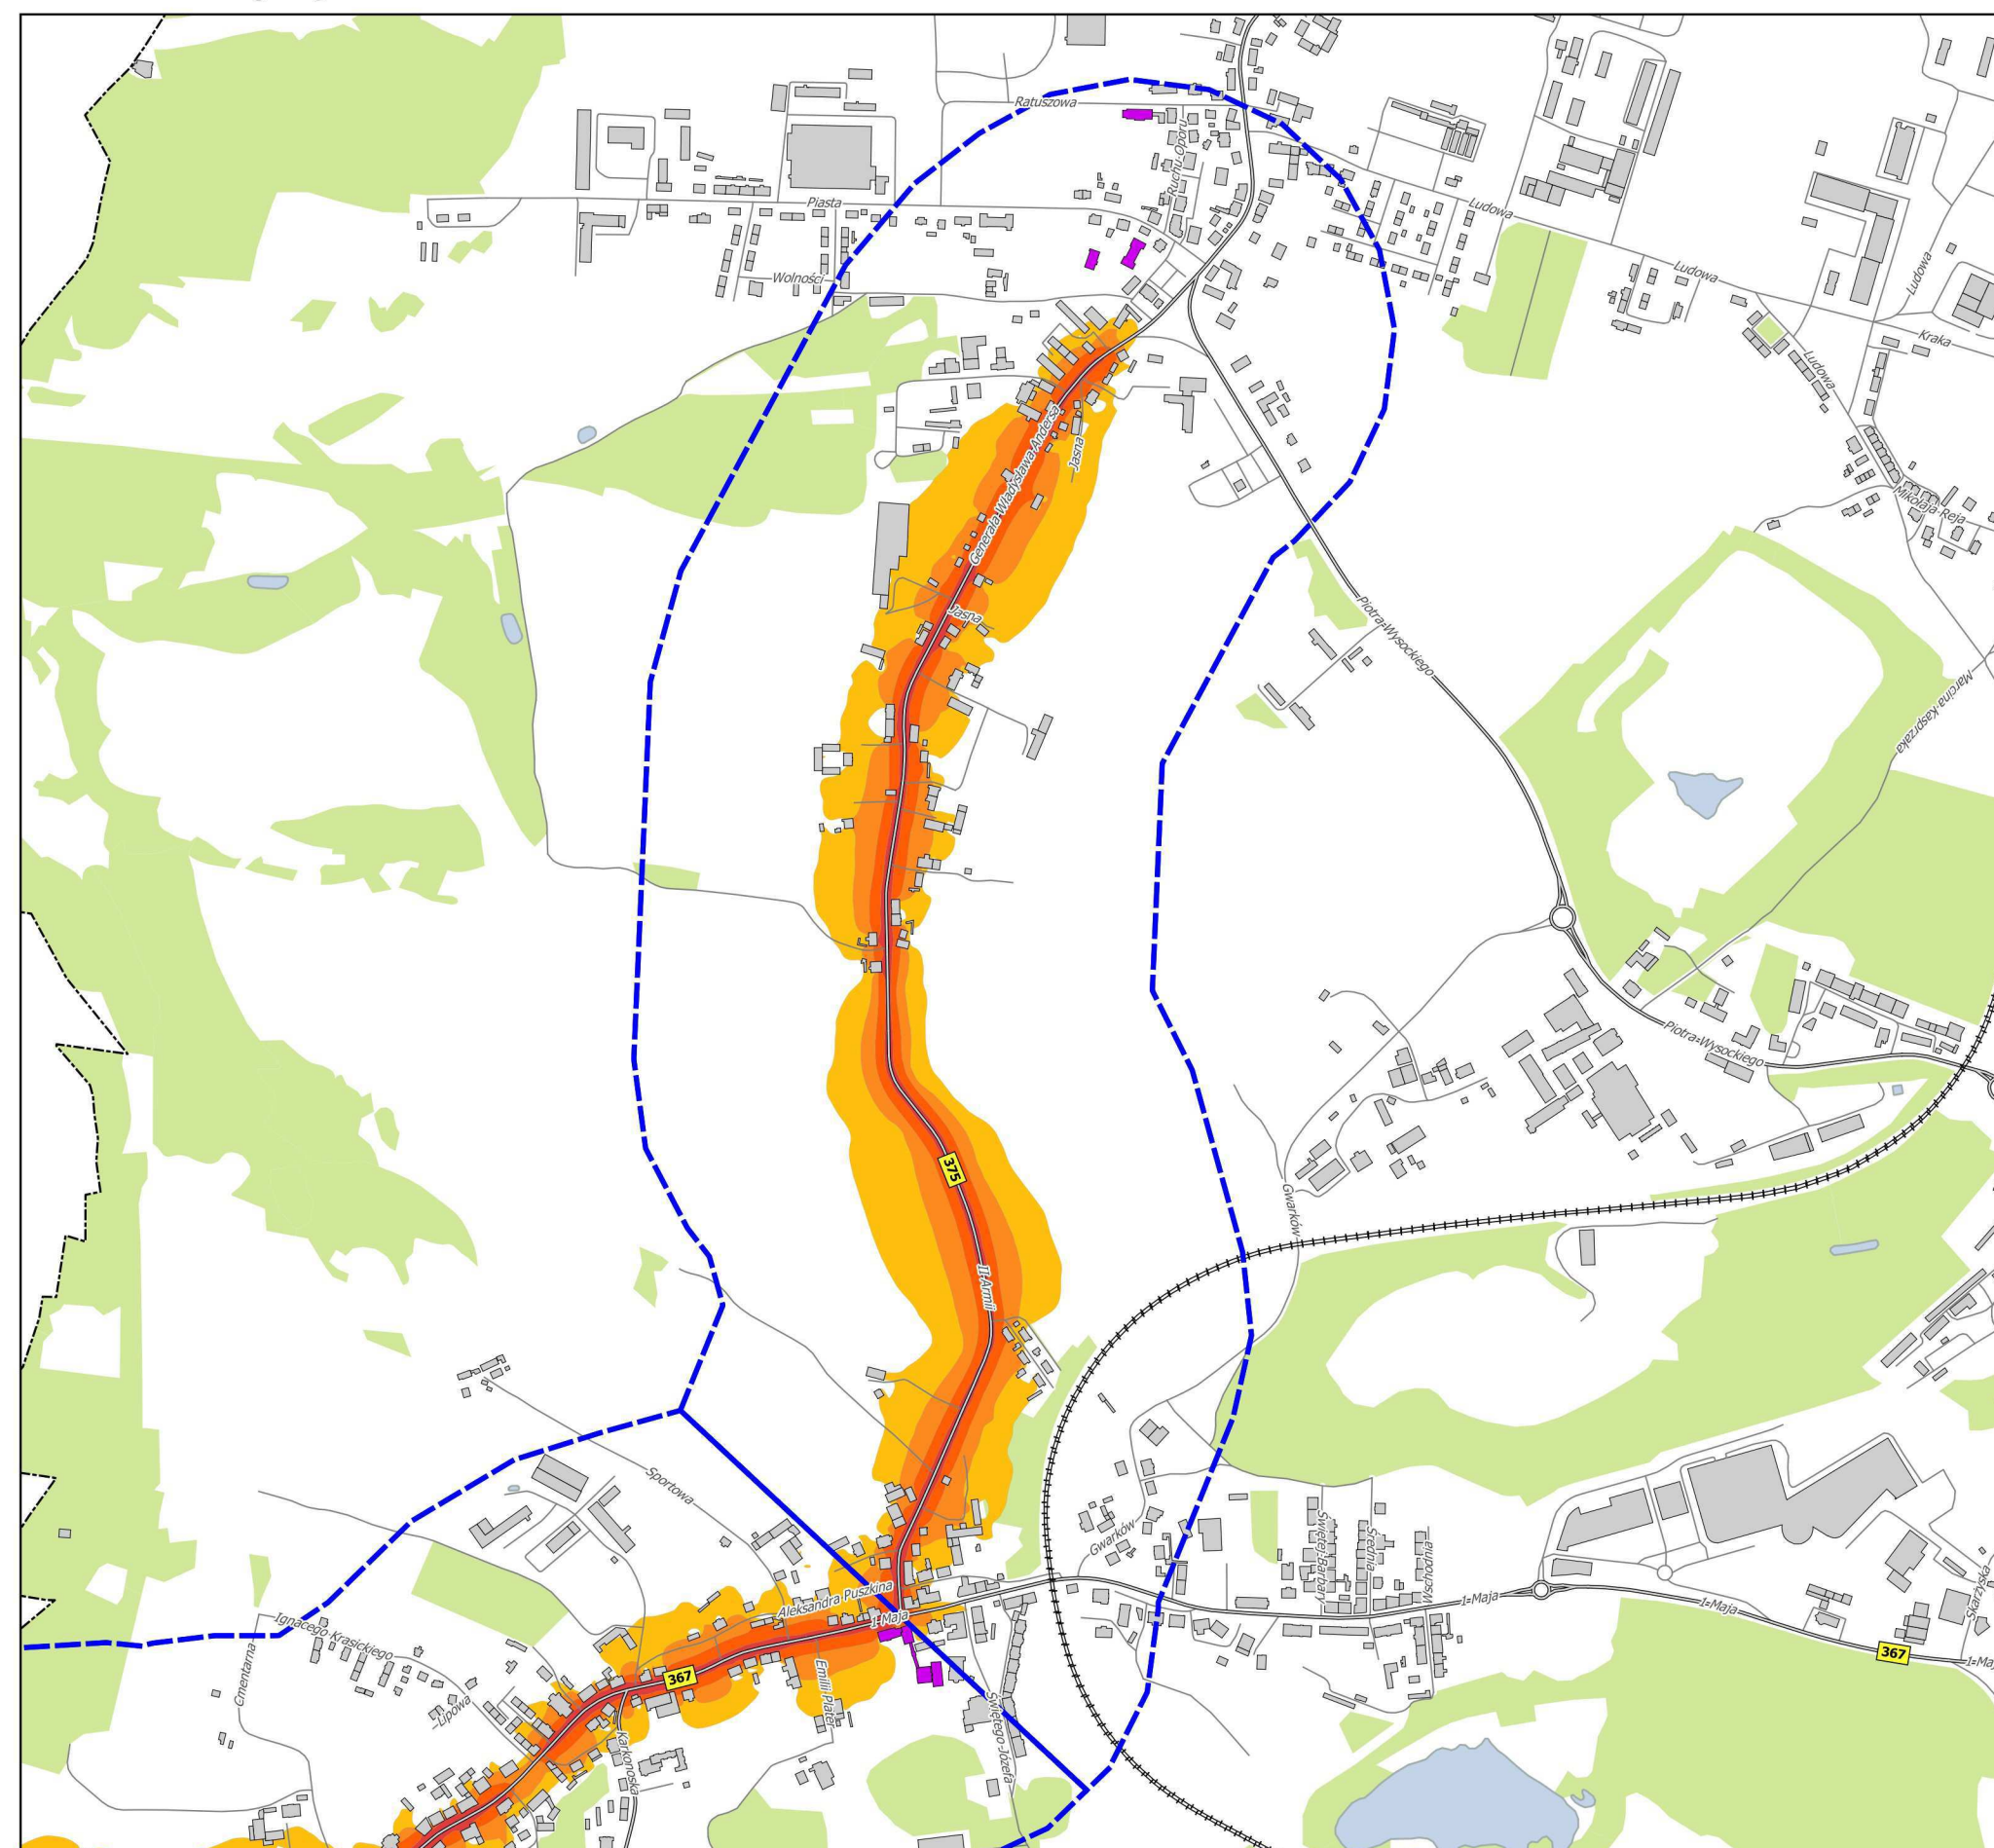 Ratuszowa
Ruchu-Oporu
Piasta
Ludowa
Wolności
Ludowa
Ludowa
Kraka
Ludowa
Generała-Władysława-Andersa
Jasna
Mikołaja-Reja
Jasna
Piotra-Wysockiego
Marcina Kasprzaka
Piotra-Wysockiego
375
Gwarków
II-Armii
Sportowa
Gwarków
Świętej-Barbary
Średnia
Wschodnia
Aleksandra Puszkina
1-Maja
1-Maja
1-Maja
Skarżyska
Ignacego-Krasickiego
Cmentarna
367
367
1-Maj
Emilii-Plater
Lipowa
Karkonoska
Świętego-Józefa